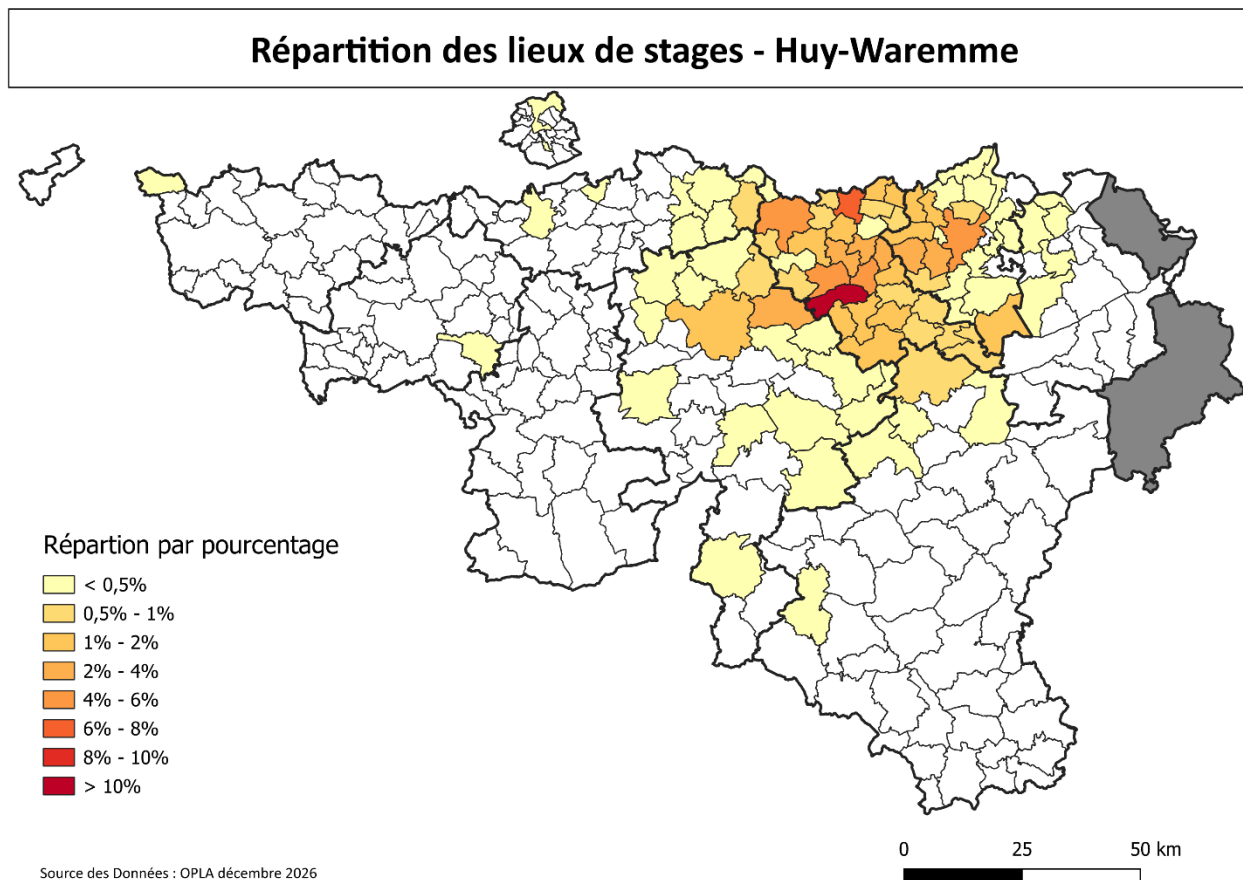 Répartition des lieux de stages - Huy-Waremme
Répartion par pourcentage
< 0,5%
0,5% - 1%
1% - 2%
2% - 4%
4% - 6%
6% - 8%
8% - 10%
> 10%
0 25 50 km
Source des Données : OPLA décembre 2026